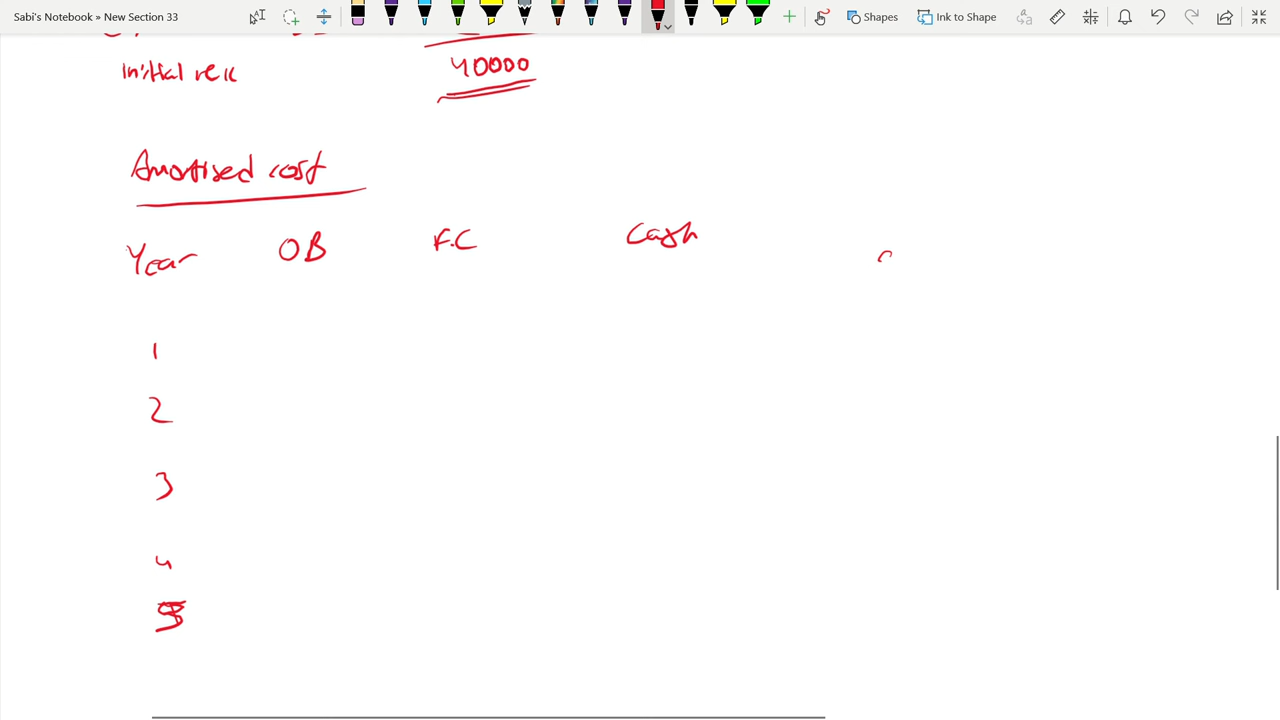 Sabi's Notebook » New Section 33
Shapes
Ink to Shape
Initial rec
40000
Amortised cost
Year OB F.C Cash
1
2
3
4
5